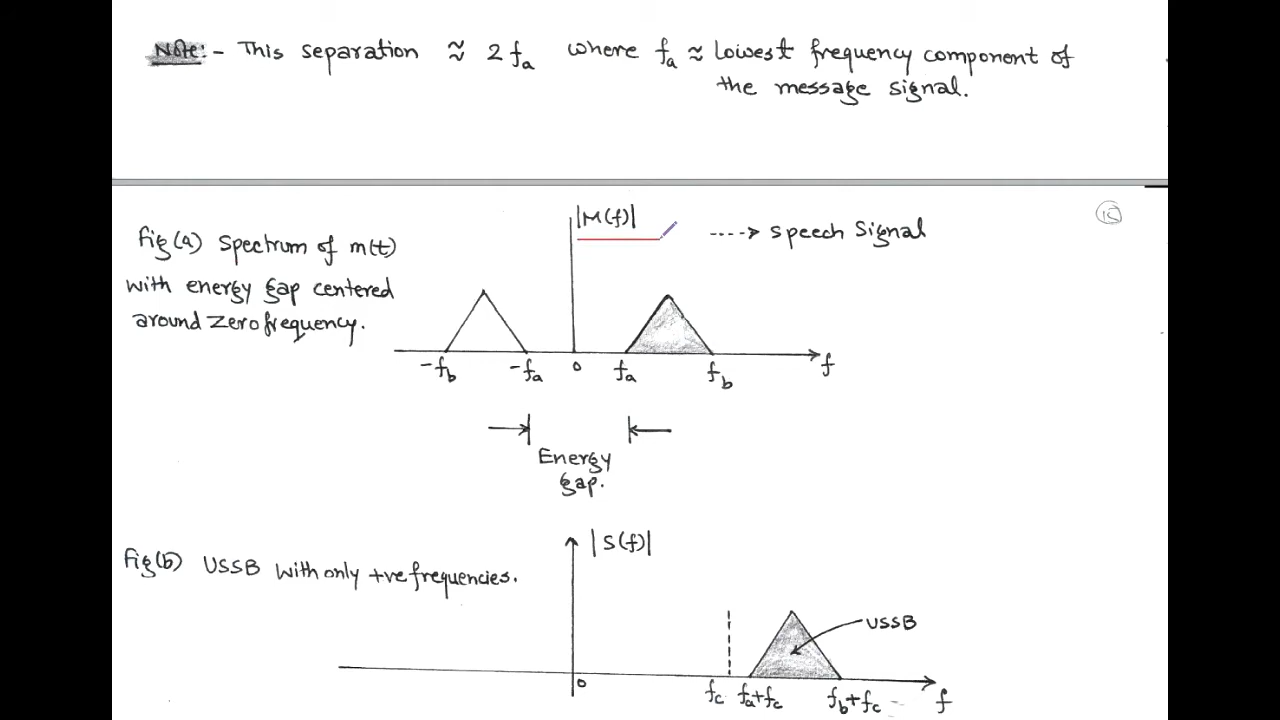 Note:- This separation ≈ 2fa where fa ≈ lowest frequency component of
the message signal.
|M(f)|
----> speech Signal
Fig(a) Spectrum of m(t)
with energy gap centered
around Zero frequency.
-fb -fa 0 fa fb f
Energy
gap.
|S(f)|
Fig(b) USSB with only +ve frequencies.
USSB
0 fc fa+fc fb+fc f